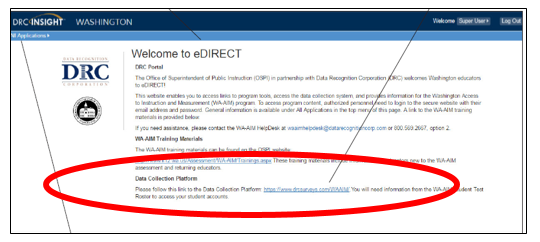 DRC INSIGHT WASHINGTON Welcome Super User Log Out
All Applications
Welcome to eDIRECT
DATA RECOGNITION
DRC
CORPORATION
DRC Portal
The Office of Superintendent of Public Instruction (OSPI) in partnership with Data Recognition Corporation (DRC) welcomes Washington educators
to eDIRECT!
This website enables you to access links to program tools, access the data collection system, and provides information for the Washington Access
to Instruction and Measurement (WA-AIM) program. To access program content, authorized personnel need to login to the secure website with their
email address and password. General information is available under All Applications in the top menu of this page. A link to the WA-AIM training
materials is provided below.
If you need assistance, please contact the WA-AIM HelpDesk at waaimhelpdesk@datarecognitioncorp.com or 800.560.2667, option 2.
WA-AIM Training Materials
The WA-AIM training materials can be found on the OSPI website:
These training materials new to the WA-AIM
assessment and returning educators.
Data Collection Platform
Please follow this link to the Data Collection Platform: https://www.drcsurveys.com/WAAIM/ You will need information from the WA-AIM Student Test
Roster to access your student accounts.